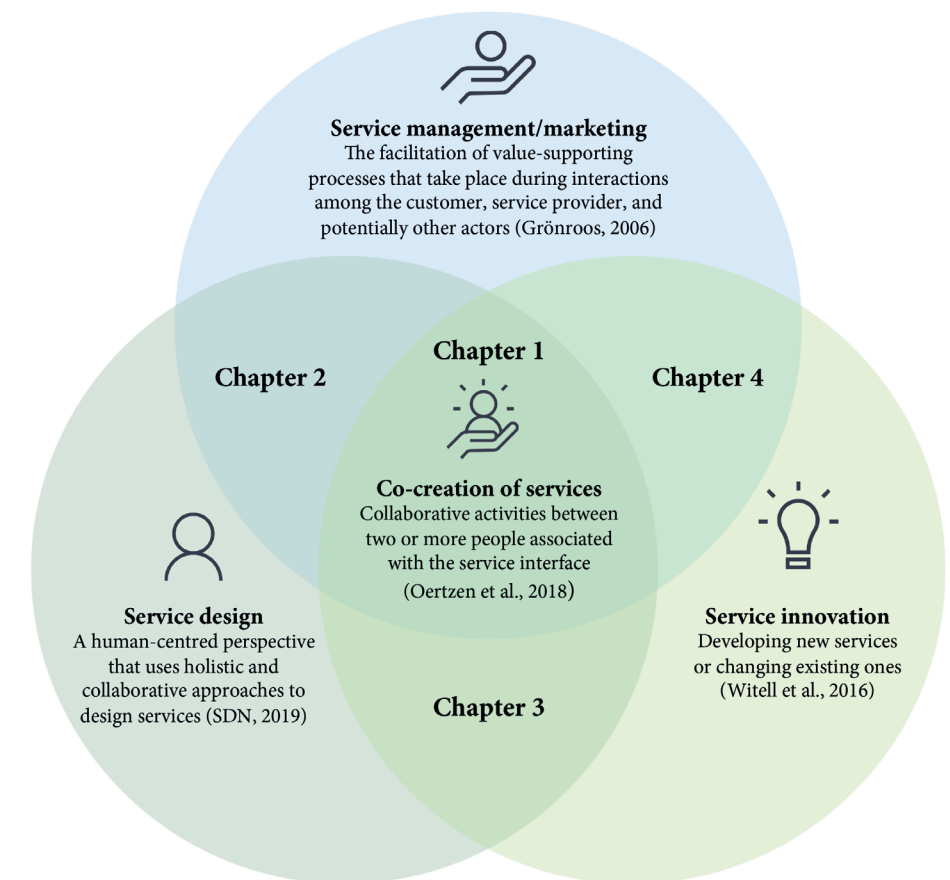 Service management/marketing
The facilitation of value-supporting
processes that take place during interactions
among the customer, service provider, and
potentially other actors (Grönroos, 2006)
Chapter 1
Chapter 2
Chapter 4
Co-creation of services
Collaborative activities between
two or more people associated
with the service interface
(Oertzen et al., 2018)
Service design
A human-centred perspective
that uses holistic and
collaborative approaches to
design services (SDN, 2019)
Service innovation
Developing new services
or changing existing ones
(Witell et al., 2016)
Chapter 3